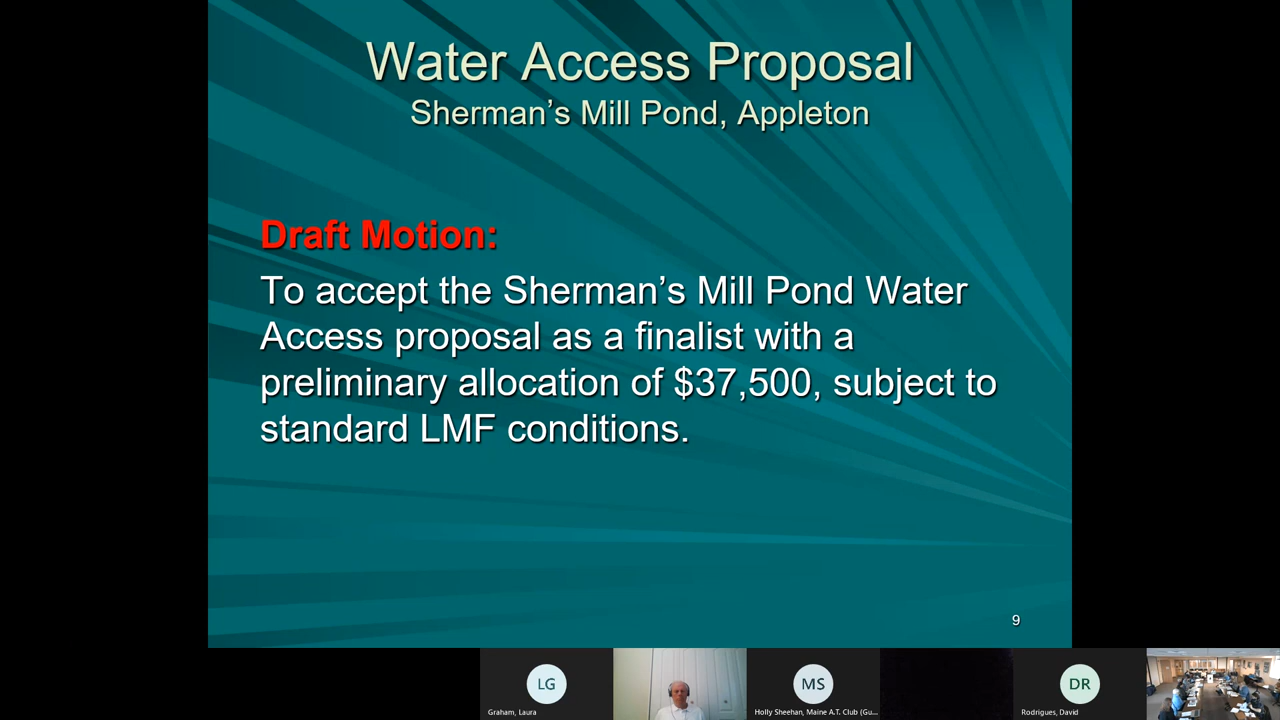 Water Access Proposal
Sherman’s Mill Pond, Appleton
Draft Motion:
To accept the Sherman’s Mill Pond Water
Access proposal as a finalist with a
preliminary allocation of $37,500, subject to
standard LMF conditions.
9
LG
MS
DR
Graham, Laura
Holly Sheehan, Maine A.T. Club (Gu...
Rodrigues, David